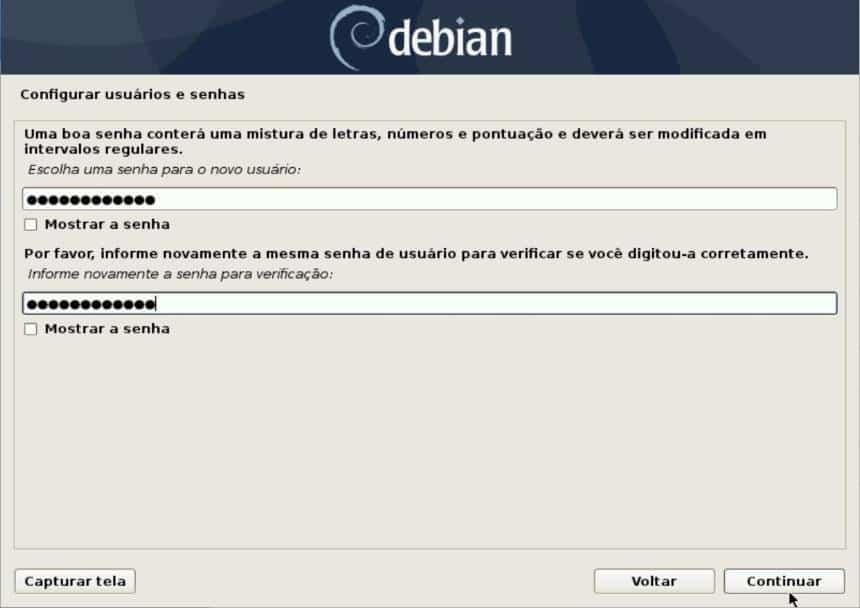 debian
Configurar usuários e senhas
Uma boa senha conterá uma mistura de letras, números e pontuação e deverá ser modificada em
intervalos regulares.
Escolha uma senha para o novo usuário:
●●●●●●●●●●●●
Mostrar a senha
Por favor, informe novamente a mesma senha de usuário para verificar se você digitou-a corretamente.
Informe novamente a senha para verificação:
●●●●●●●●●●●●
Mostrar a senha
Capturar tela
Voltar
Continuar